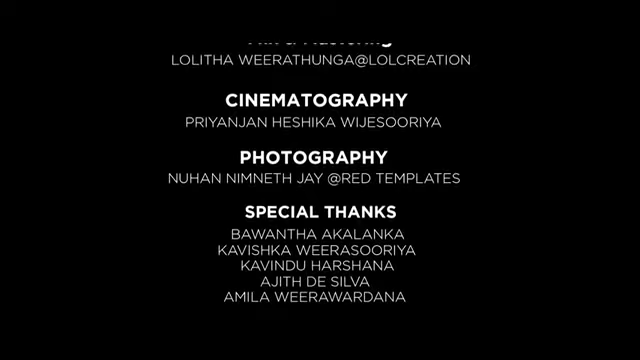 LOLITHA WEERATHUNGA@LOLCREATION
CINEMATOGRAPHY
PRIYANJAN HESHIKA WIJESOORIYA
PHOTOGRAPHY
NUHAN NIMNETH JAY @RED TEMPLATES
SPECIAL THANKS
BAWANTHA AKALANKA
KAVISHKA WEERASOORIYA
KAVINDU HARSHANA
AJITH DE SILVA
AMILA WEERAWARDANA